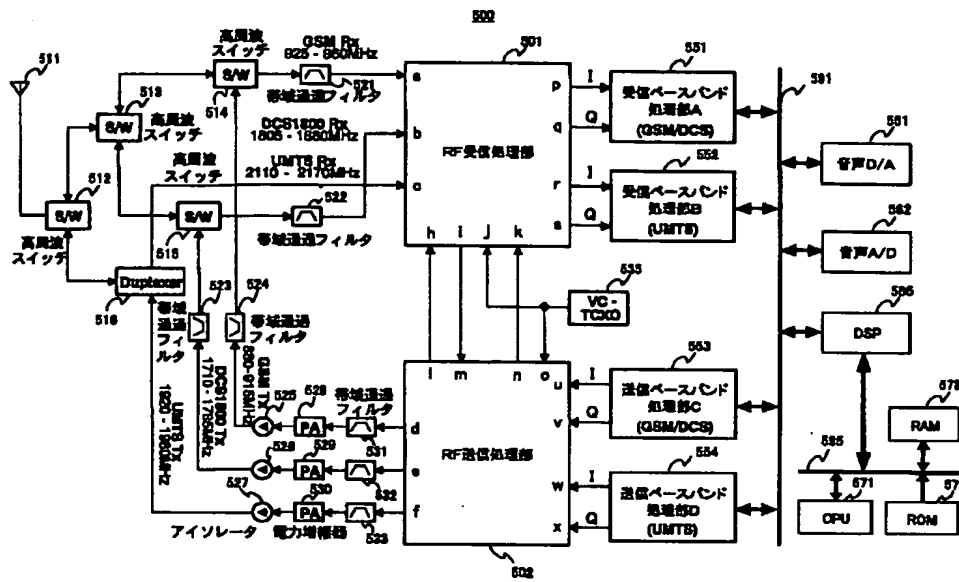 500
511
高周波
スイッチ
GSM Rx
925 - 960MHz
501
551
S/W
521
513
514
帯域通過フィルタ
a
p
I
受信ベースバンド
処理部A
(GSM/DCS)
591
S/W
高周波
スイッチ
DCS1800 Rx
1805 - 1880MHz
b
RF受信処理部
q
Q
音声D/A
512
高周波
スイッチ
UMTS Rx
2110 - 2170MHz
c
552
r
I
受信ベースバンド
処理部B
(UMTS)
562
S/W
S/W
522
s
Q
高周波
スイッチ
515
帯域通過フィルタ
h
i
j
k
音声A/D
Duplexer
516
523
524
535
VC -
TCXO
DSP
帯域
通過
フィルタ
帯域通過
フィルタ
GSM Tx
DCS1800 Tx
1710 - 1785MHz
UMTS Tx
l
m
n
o
u
I
553
送信ベースバンド
処理部C
(GSM/DCS)
528
帯域通過
フィルタ
v
Q
RAM
PA
d
531
529
585
PA
e
RF送信処理部
554
527
530
532
w
I
送信ベースバンド
処理部D
(UMTS)
571
PA
f
x
Q
CPU
ROM
アイソレータ
電力増幅器
533
502